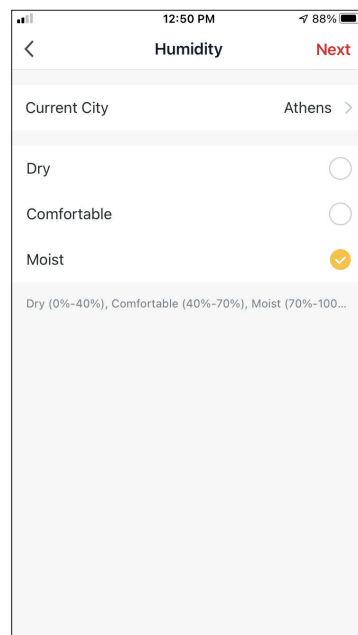 12:50 PM 88%
Humidity Next
Current City Athens
Dry
Comfortable
Moist
Dry (0%-40%), Comfortable (40%-70%), Moist (70%-100...